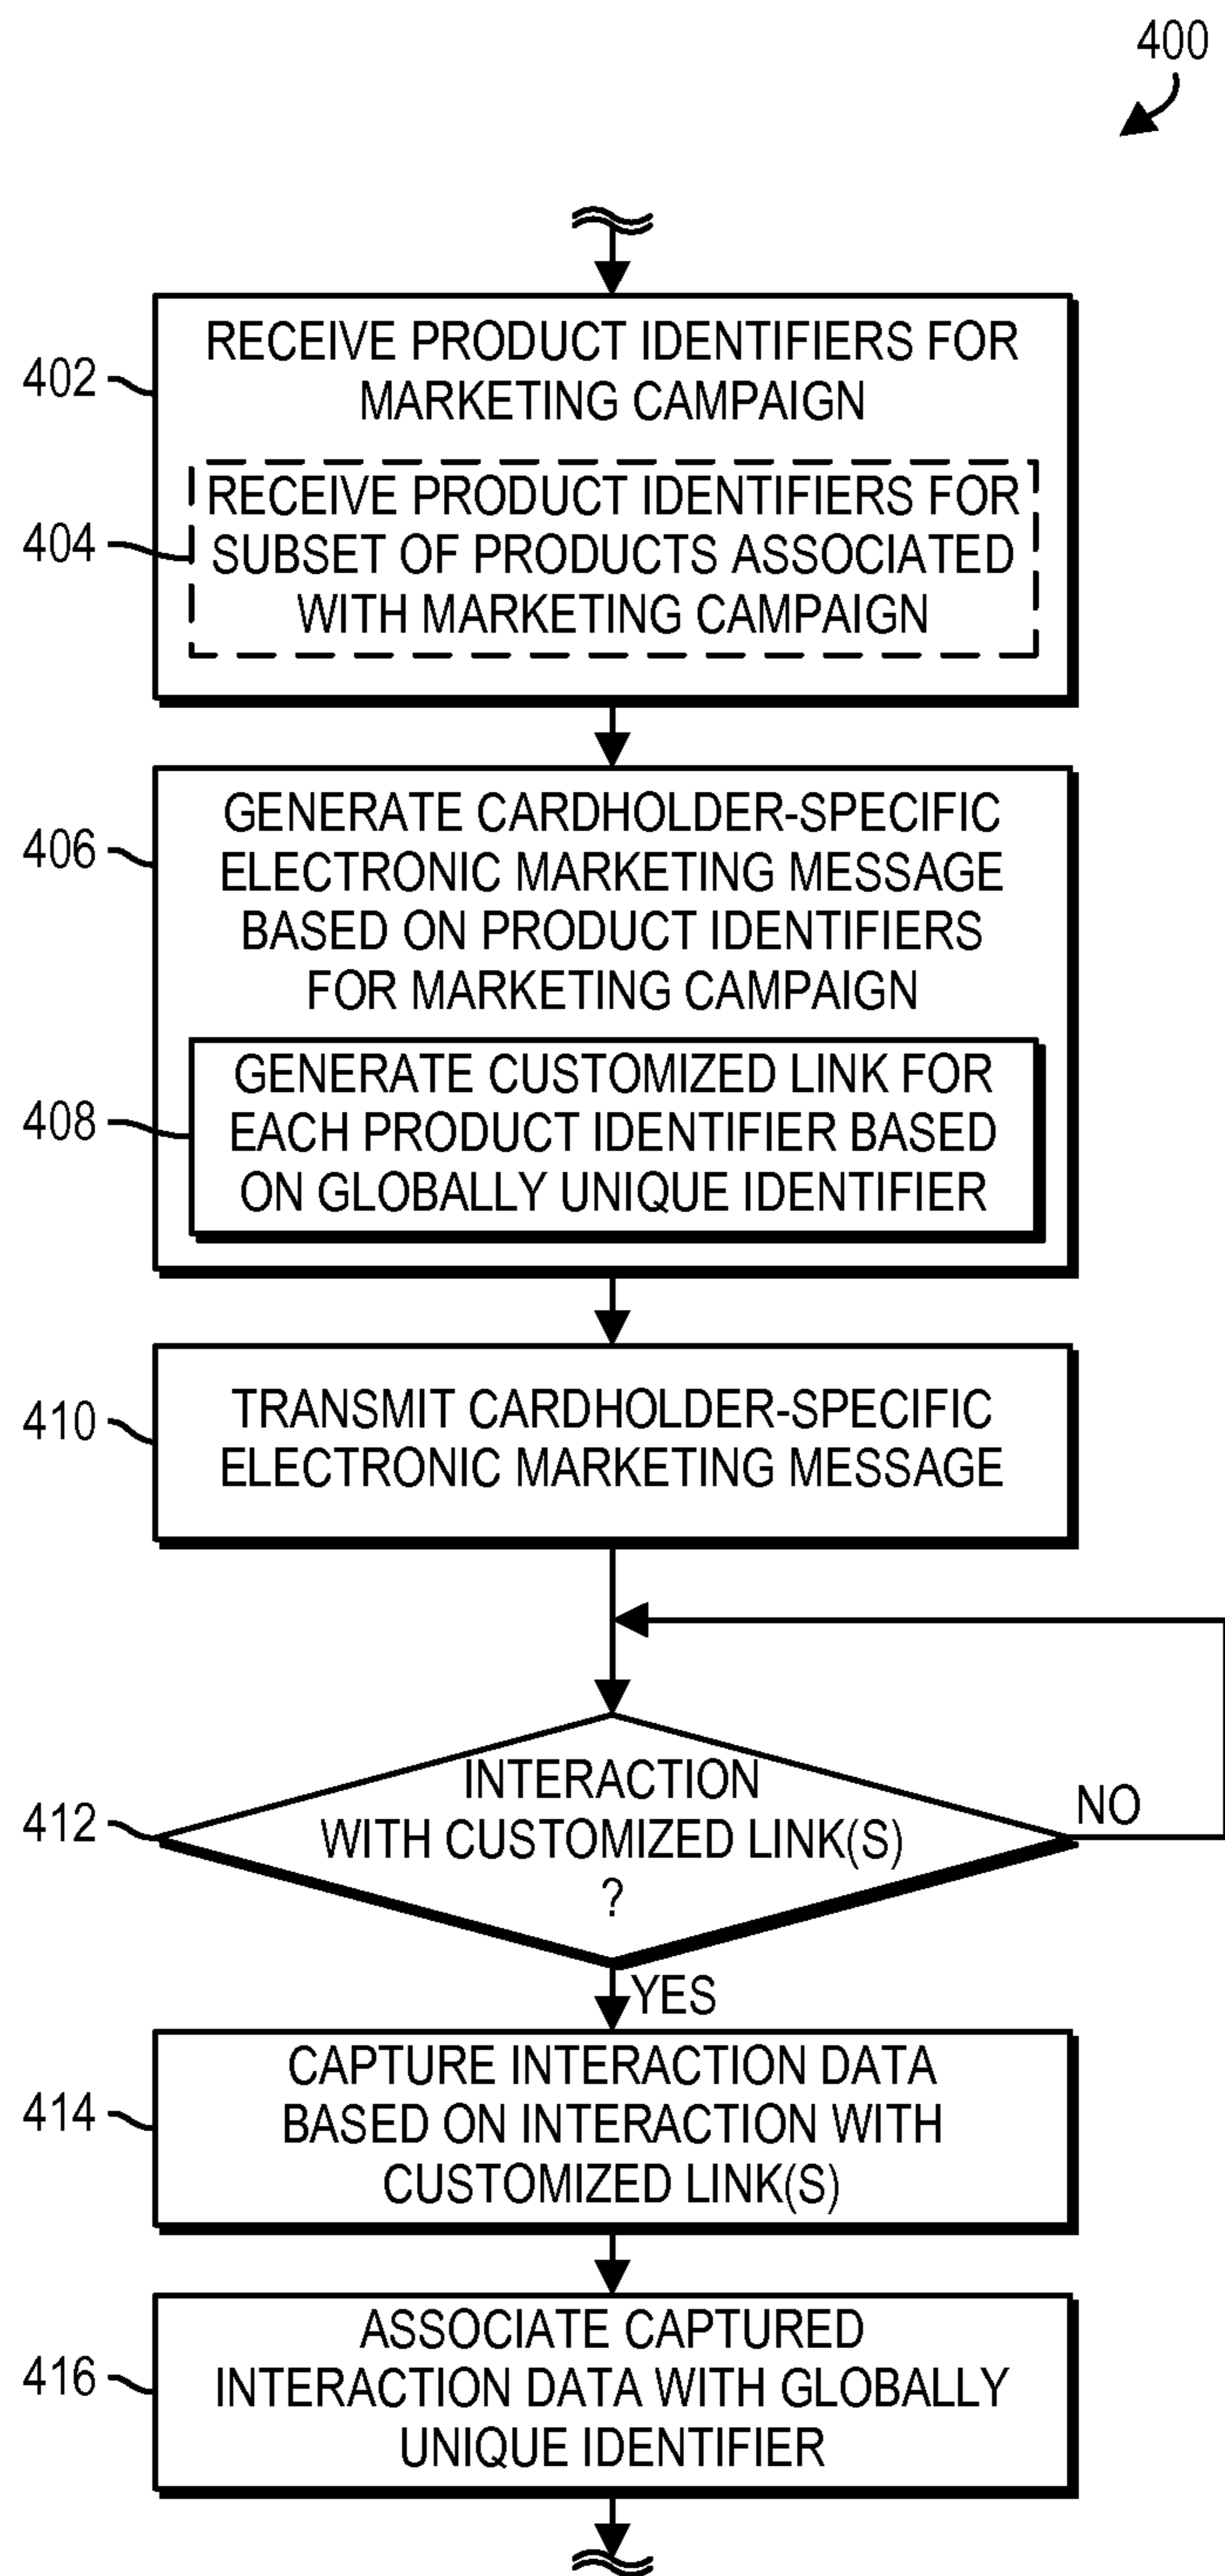 400
402
RECEIVE PRODUCT IDENTIFIERS FOR
MARKETING CAMPAIGN
404
RECEIVE PRODUCT IDENTIFIERS FOR
SUBSET OF PRODUCTS ASSOCIATED
WITH MARKETING CAMPAIGN
406
GENERATE CARDHOLDER-SPECIFIC
ELECTRONIC MARKETING MESSAGE
BASED ON PRODUCT IDENTIFIERS
FOR MARKETING CAMPAIGN
408
GENERATE CUSTOMIZED LINK FOR
EACH PRODUCT IDENTIFIER BASED
ON GLOBALLY UNIQUE IDENTIFIER
410
TRANSMIT CARDHOLDER-SPECIFIC
ELECTRONIC MARKETING MESSAGE
412
INTERACTION
WITH CUSTOMIZED LINK(S)
?
NO
YES
414
CAPTURE INTERACTION DATA
BASED ON INTERACTION WITH
CUSTOMIZED LINK(S)
416
ASSOCIATE CAPTURED
INTERACTION DATA WITH GLOBALLY
UNIQUE IDENTIFIER